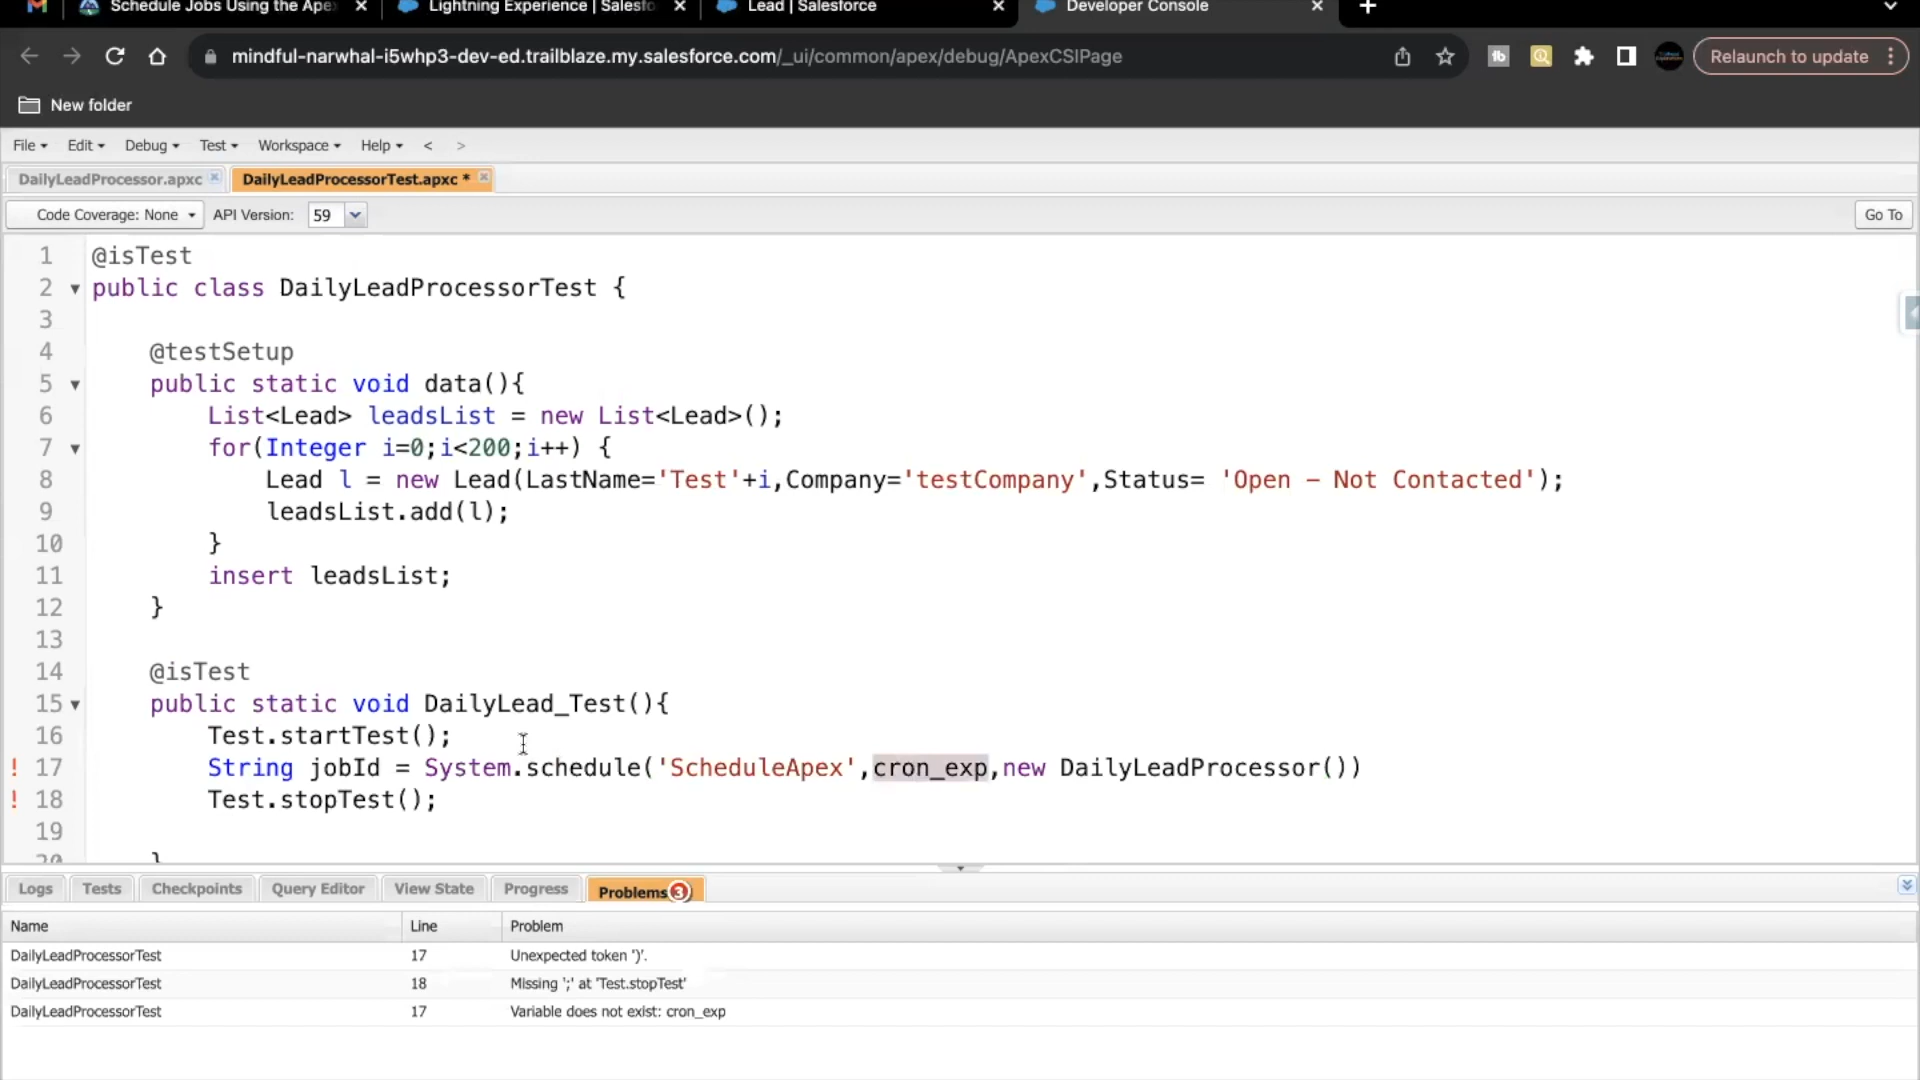 Schedule Jobs Using the Apex
Lightning Experience | Salesfo
Lead | Salesforce
Developer Console
mindful-narwhal-i5whp3-dev-ed.trailblaze.my.salesforce.com/_ui/common/apex/debug/ApexCSIPage
Relaunch to update
New folder
File Edit Debug Test Workspace Help < >
DailyLeadProcessor.apxc
DailyLeadProcessorTest.apxc *
Code Coverage: None API Version: 59 Go To
1 @isTest
2 public class DailyLeadProcessorTest {
3
4 @testSetup
5 public static void data(){
6 List<Lead> leadsList = new List<Lead>();
7 for(Integer i=0;i<200;i++) {
8 Lead l = new Lead(LastName='Test'+i,Company='testCompany',Status= 'Open - Not Contacted');
9 leadsList.add(l);
10 }
11 insert leadsList;
12 }
13
14 @isTest
15 public static void DailyLead_Test(){
16 Test.startTest();
! 17 String jobId = System.schedule('ScheduleApex',cron_exp,new DailyLeadProcessor())
! 18 Test.stopTest();
19
20 }
Logs Tests Checkpoints Query Editor View State Progress Problems 3
Name Line Problem
DailyLeadProcessorTest 17 Unexpected token ')'.
DailyLeadProcessorTest 18 Missing ';' at 'Test.stopTest'
DailyLeadProcessorTest 17 Variable does not exist: cron_exp